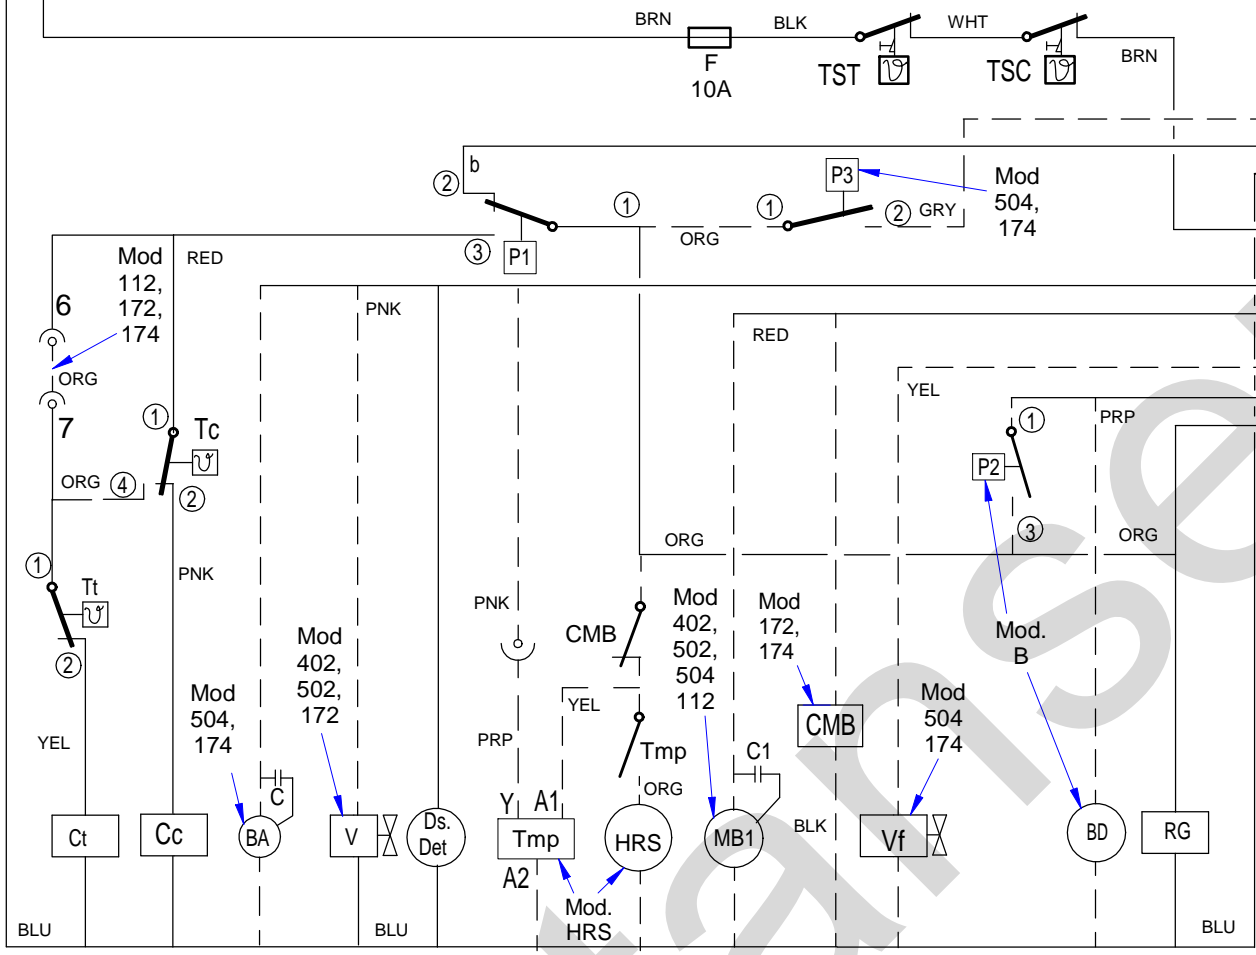 BRN
BLK
WHT
BRN
F
10A
TST
ϑ
TSC
ϑ
b
2
P3
Mod
504,
174
1
1
2
GRY
ORG
3
P1
RED
Mod
112,
172,
174
6
PNK
RED
ORG
YEL
7
1
Tc
ϑ
1
PRP
P2
ORG
4
2
3
ORG
ORG
1
Tt
ϑ
PNK
2
PNK
CMB
Mod
402,
502,
504
112
Mod
172,
174
Mod.
B
Mod
402,
502,
172
Mod
504,
174
YEL
Mod
504
174
YEL
PRP
Tmp
CMB
C1
C
Y
A1
ORG
Ct
Cc
BA
V
Ds.
Det
Tmp
HRS
MB1
BLK
Vf
BD
RG
A2
Mod.
HRS
BLU
BLU
BLU
anse